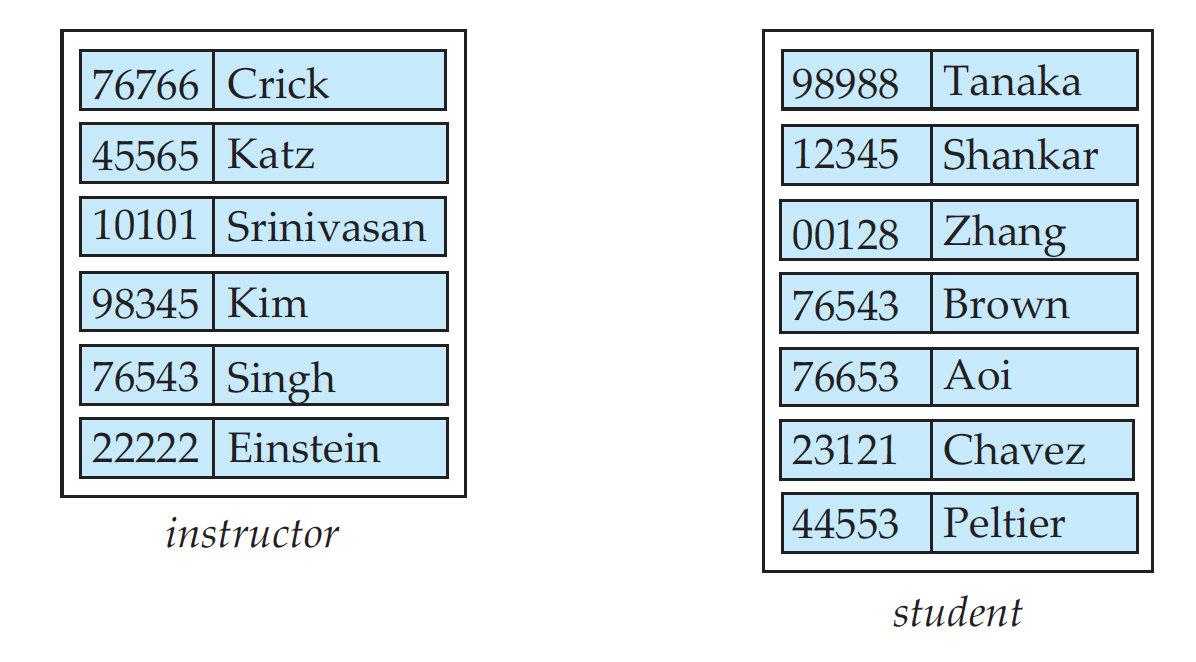 76766 Crick
45565 Katz
10101 Srinivasan
98345 Kim
76543 Singh
22222 Einstein
instructor
98988 Tanaka
12345 Shankar
00128 Zhang
76543 Brown
76653 Aoi
23121 Chavez
44553 Peltier
student